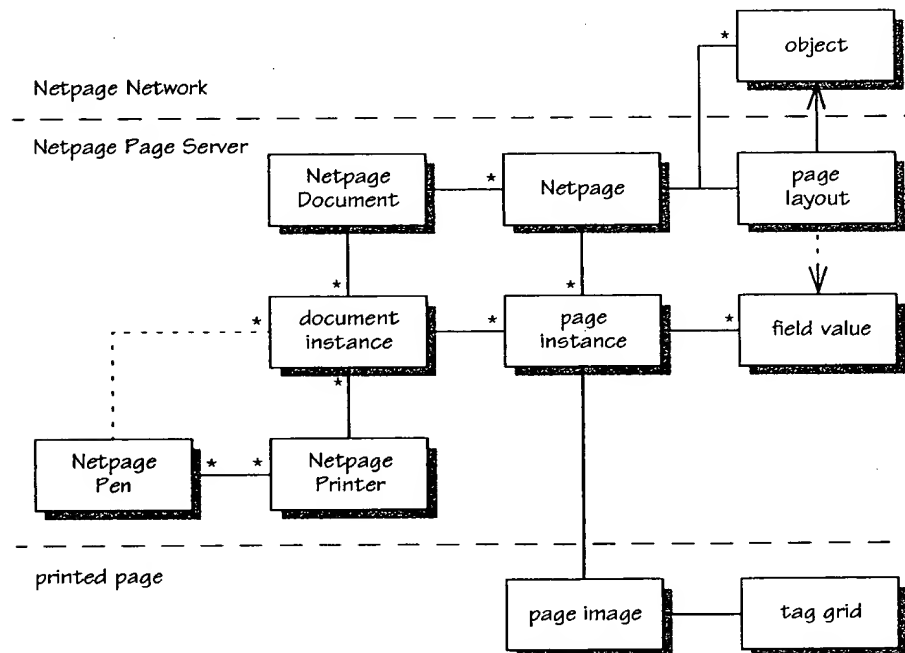 *
object
Netpage Network
Netpage Page Server
Netpage
Document
*
Netpage
page
layout
*
*
*
document
instance
*
page
instance
*
field value
*
Netpage
Pen
*
*
Netpage
Printer
printed page
page image
tag grid